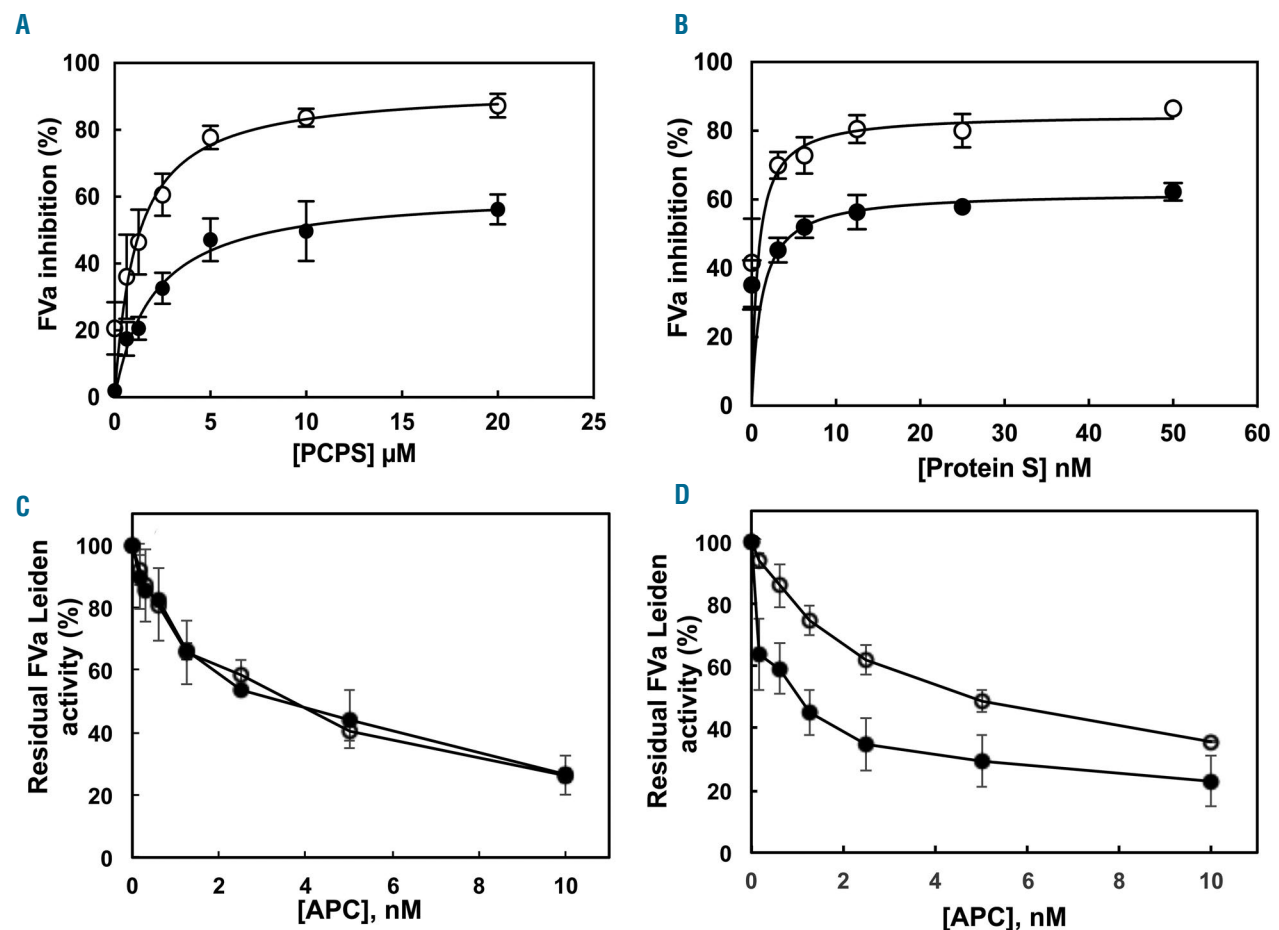 A
FVa inhibition (%)
100
80
60
40
20
0
0 5 10 15 20 25
[PCPS] µM
B
FVa inhibition (%)
100
80
60
40
20
0
0 10 20 30 40 50 60
[Protein S] nM
C
Residual FVa Leiden
activity (%)
100
80
60
40
20
0
0 2 4 6 8 10
[APC], nM
D
Residual FVa Leiden
activity (%)
100
80
60
40
20
0
0 2 4 6 8 10
[APC], nM